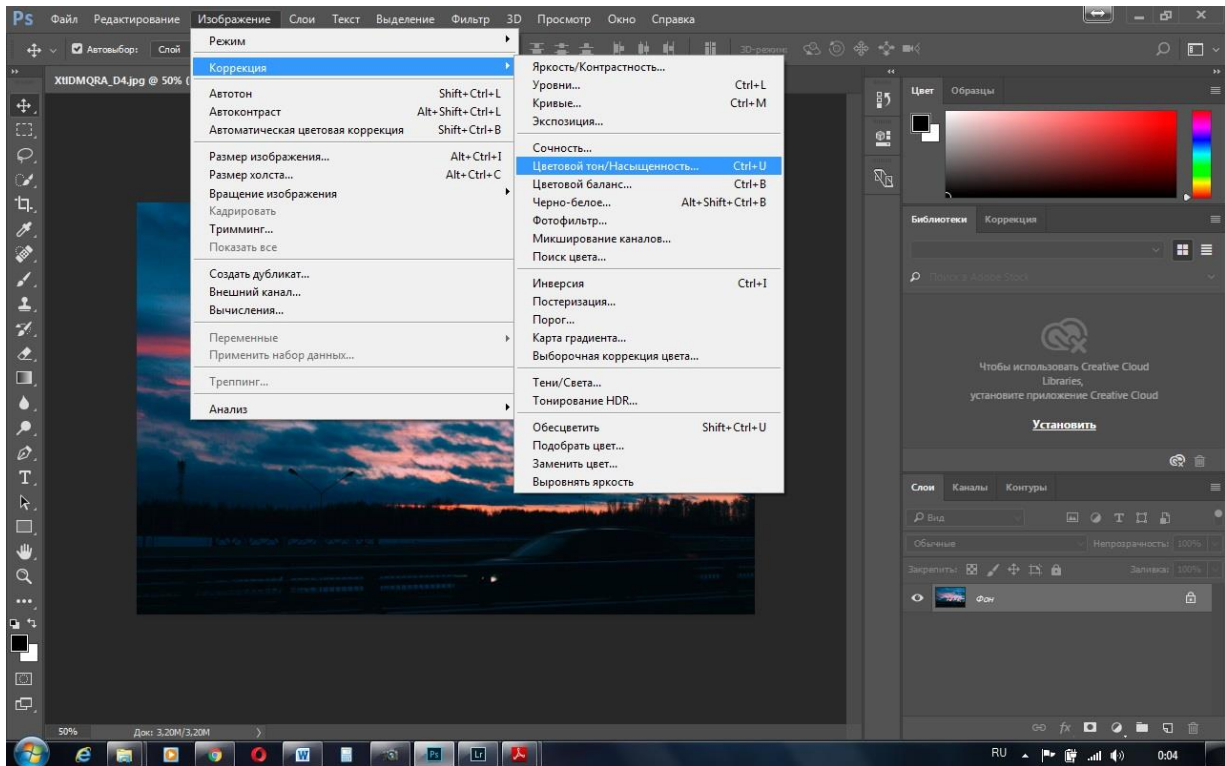 Ps Файл Редактирование Изображение Слои Текст Выделение Фильтр 3D Просмотр Окно Справка
Автовыбор: Слой
3D-режим:
XtIDMQRA_D4.jpg @ 50% (
Режим
Коррекция
Автотон Shift+Ctrl+L
Автоконтраст Alt+Shift+Ctrl+L
Автоматическая цветовая коррекция Shift+Ctrl+B
Размер изображения... Alt+Ctrl+I
Размер холста... Alt+Ctrl+C
Вращение изображения
Кадрировать
Тримминг...
Показать все
Создать дубликат...
Внешний канал...
Вычисления...
Переменные
Применить набор данных...
Треппинг...
Анализ
Яркость/Контрастность...
Уровни... Ctrl+L
Кривые... Ctrl+M
Экспозиция...
Сочность...
Цветовой тон/Насыщенность... Ctrl+U
Цветовой баланс... Ctrl+B
Черно-белое... Alt+Shift+Ctrl+B
Фотофильтр...
Микширование каналов...
Поиск цвета...
Инверсия Ctrl+I
Постеризация...
Порог...
Карта градиента...
Выборочная коррекция цвета...
Тени/Света...
Тонирование HDR...
Обесцветить Shift+Ctrl+U
Подобрать цвет...
Заменить цвет...
Выровнять яркость
Цвет Образцы
Библиотеки Коррекция
Поиск в Adobe Stock
Чтобы использовать Creative Cloud
Libraries,
установите приложение Creative Cloud
Установить
Слои Каналы Контуры
Вид
Обычные Непрозрачность: 100%
Закрепить: Заливка: 100%
Фон
50% Док: 3,20M/3,20M
Ps Lr RU 0:04